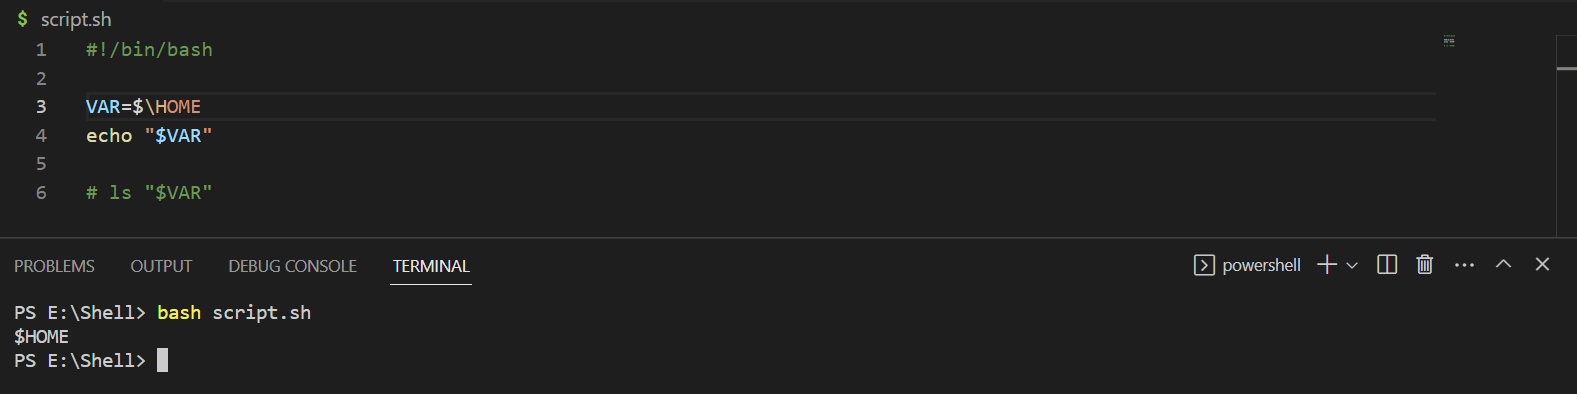 $ script.sh
1 #!/bin/bash
2
3 VAR=$\HOME
4 echo "$VAR"
5
6 # ls "$VAR"
PROBLEMS OUTPUT DEBUG CONSOLE TERMINAL powershell
PS E:\Shell> bash script.sh
$HOME
PS E:\Shell>